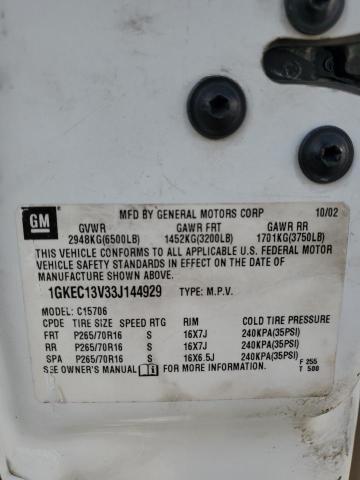 GM
MFD BY GENERAL MOTORS CORP 10/02
GVWR GAWR FRT GAWR RR
2948KG(6500LB) 1452KG(3200LB) 1701KG(3750LB)
THIS VEHICLE CONFORMS TO ALL APPLICABLE U.S. FEDERAL MOTOR
VEHICLE SAFETY STANDARDS IN EFFECT ON THE DATE OF
MANUFACTURE SHOWN ABOVE.
1GKEC13V33J144929 TYPE: M.P.V.
MODEL: C15706
CPDE TIRE SIZE SPEED RTG RIM COLD TIRE PRESSURE
FRT P265/70R16 S 16X7J 240KPA(35PSI)
RR P265/70R16 S 16X7J 240KPA(35PSI)
SPA P265/70R16 S 16X6.5J 240KPA(35PSI)
SEE OWNER'S MANUAL FOR MORE INFORMATION. F 255
T 500